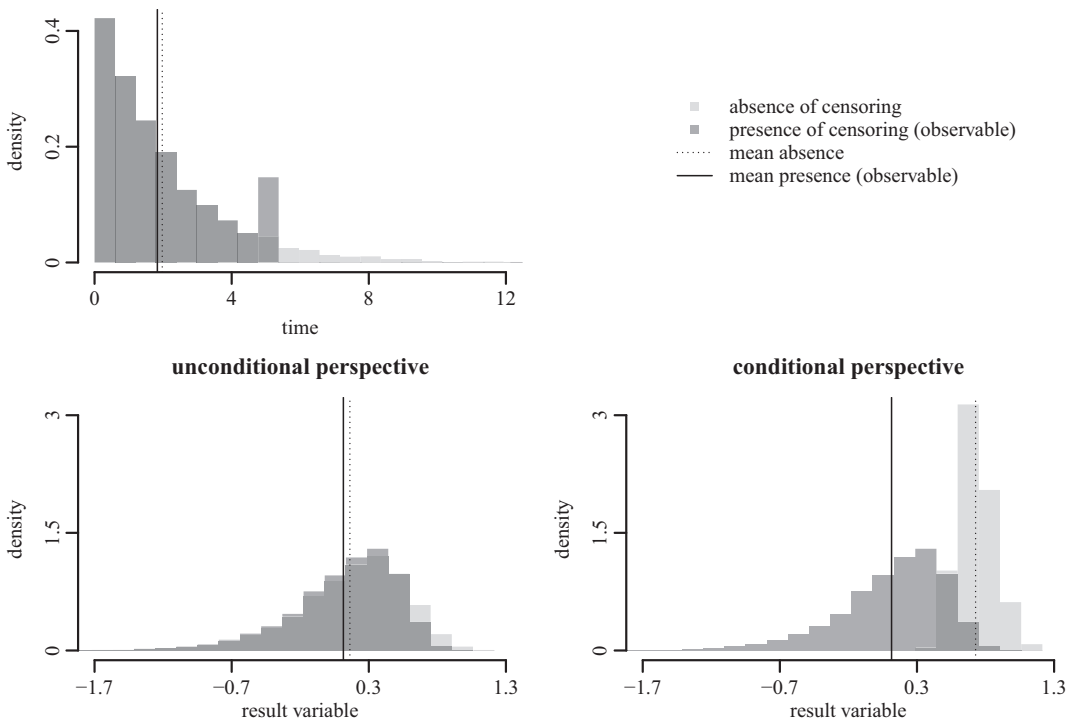 0.4
0.2
0
density
0
4
8
12
time
absence of censoring
presence of censoring (observable)
mean absence
mean presence (observable)
unconditional perspective
3
1.5
0
density
−1.7
−0.7
0.3
1.3
result variable
conditional perspective
3
1.5
0
density
−1.7
−0.7
0.3
1.3
result variable